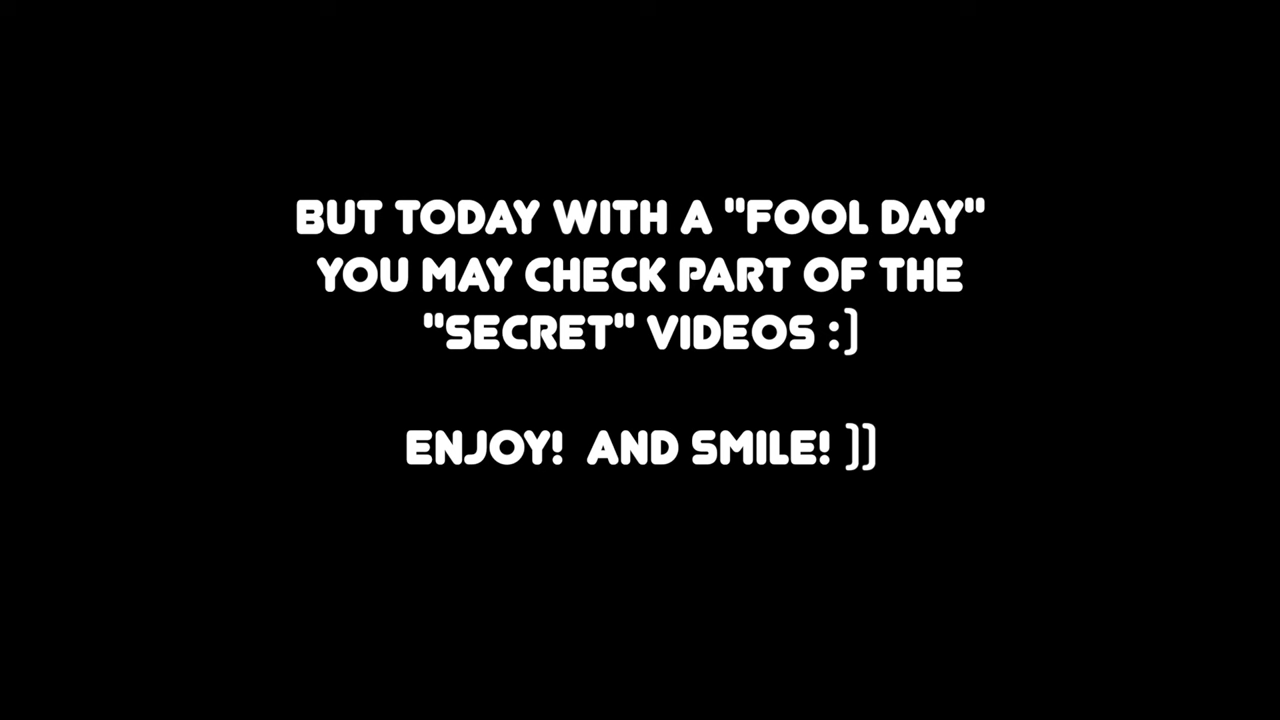 BUT TODAY WITH A "FOOL DAY"
YOU MAY CHECK PART OF THE
"SECRET" VIDEOS :)
ENJOY!  AND SMILE! ))